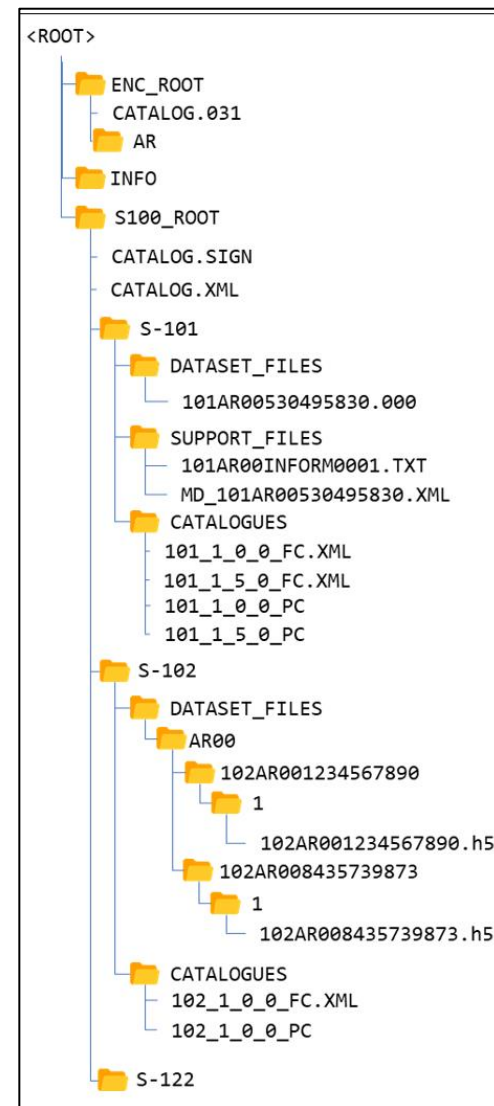 <ROOT>
ENC_ROOT
CATALOG.031
AR
INFO
S100_ROOT
CATALOG.SIGN
CATALOG.XML
S-101
DATASET_FILES
101AR00530495830.000
SUPPORT_FILES
101AR00INFORM0001.TXT
MD_101AR00530495830.XML
CATALOGUES
101_1_0_0_FC.XML
101_1_5_0_FC.XML
101_1_0_0_PC
101_1_5_0_PC
S-102
DATASET_FILES
AR00
102AR001234567890
1
102AR001234567890.h5
102AR008435739873
1
102AR008435739873.h5
CATALOGUES
102_1_0_0_FC.XML
102_1_0_0_PC
S-122